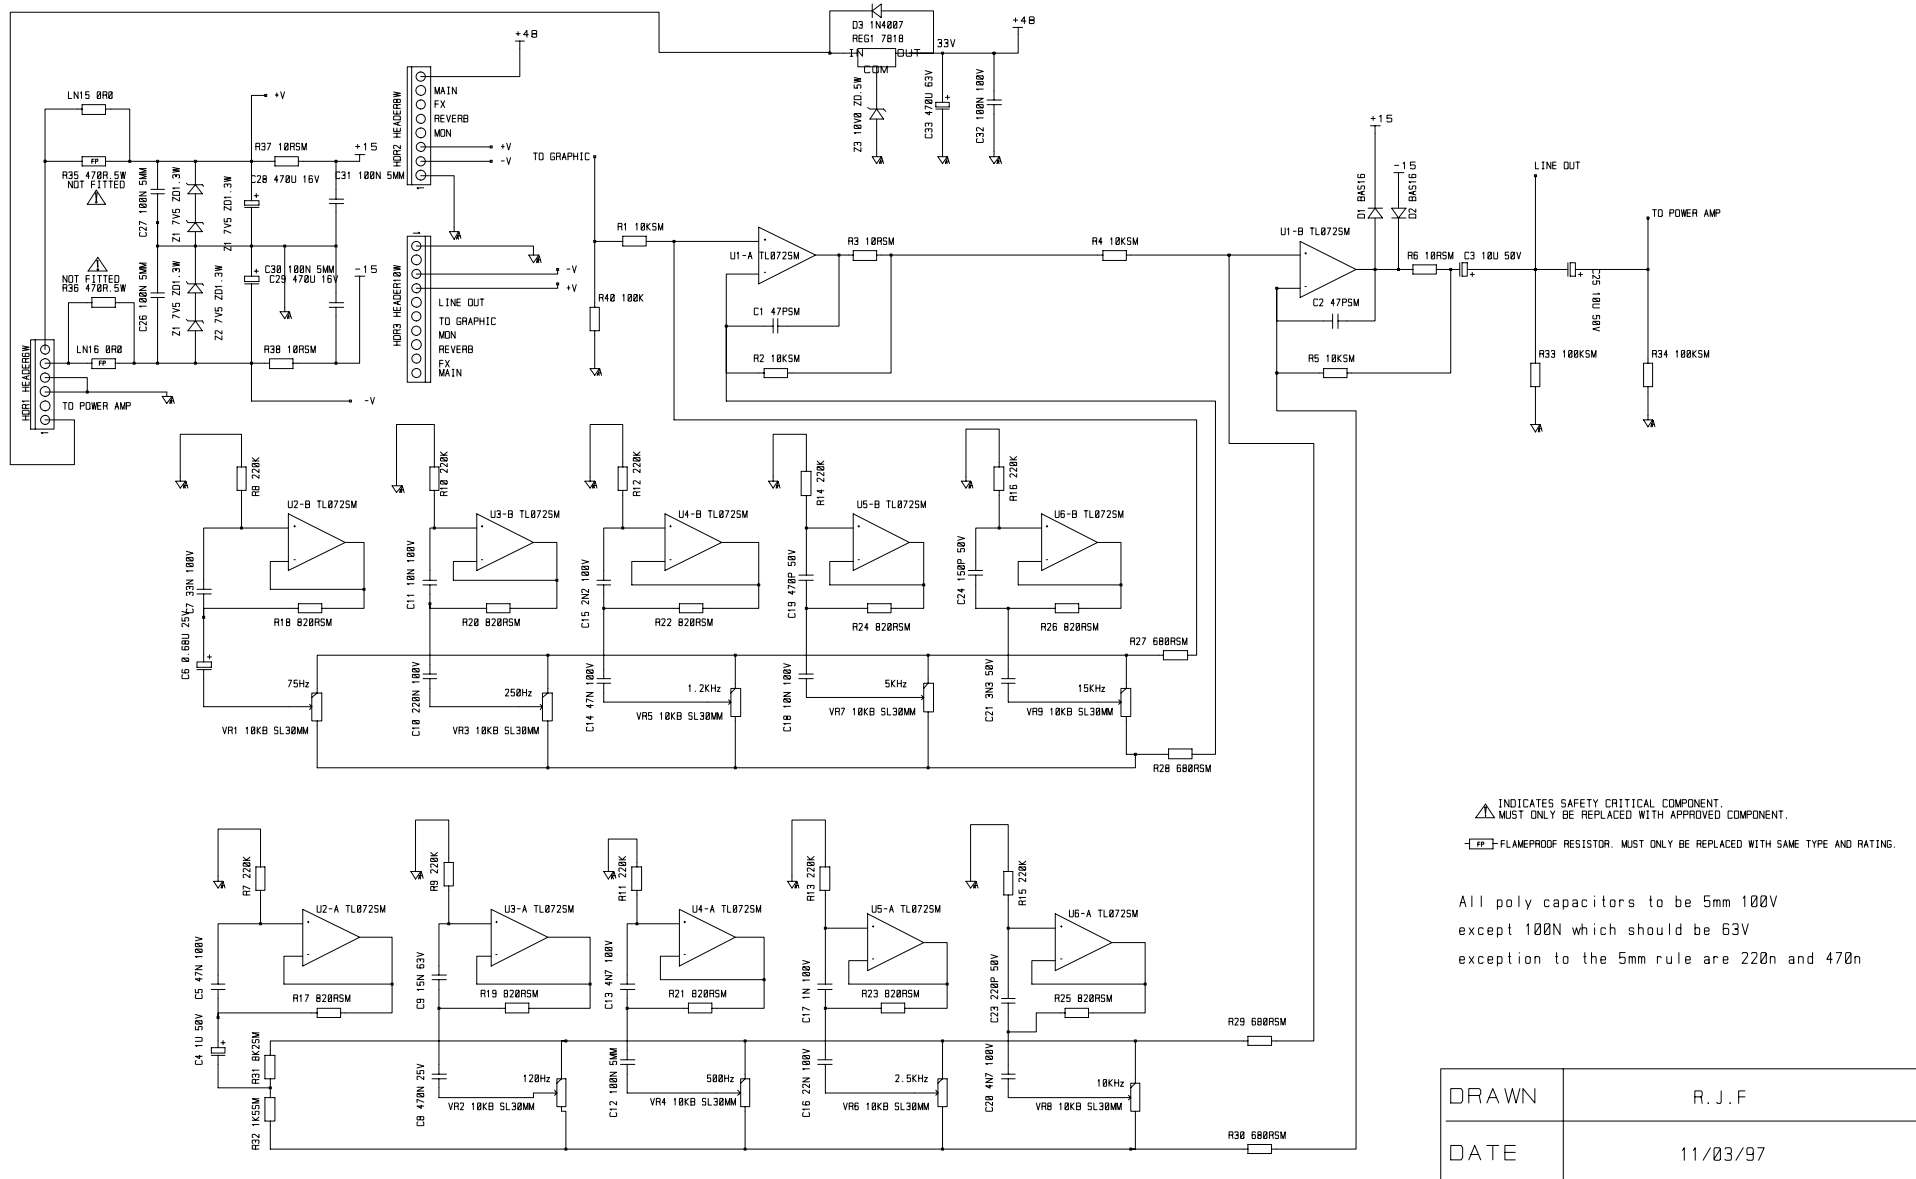 +48
D3 1N4007
REG1 7818
IN OUT
COM
33V
+48
Z3 10V0 ZD.5W
C33 470U 63V
C32 100N 100V
LN15 0R0
+V
R35 470R.5W
NOT FITTED
R37 10RSM
+15
C27 100N 5MM
Z1 7V5 ZD1.3W
Z1 7V5 ZD1.3W
C28 470U 16V
C31 100N 5MM
NOT FITTED
R36 470R.5W
C26 100N 5MM
Z1 7V5 ZD1.3W
Z2 7V5 ZD1.3W
C30 100N 5MM
C29 470U 16V
-15
LN16 0R0
R38 10RSM
-V
HDR1 HEADER6W
TO POWER AMP
1
HDR2 HEADER8W
MAIN
FX
REVERB
MON
+V
-V
1
HDR3 HEADER10W
1
-V
+V
LINE OUT
TO GRAPHIC
MON
REVERB
FX
MAIN
TO GRAPHIC
R1 10KSM
R40 100K
U1-A TL072SM
R3 10RSM
C1 47PSM
R2 10KSM
R4 10KSM
+15
-15
D1 BAS16
D2 BAS16
U1-B TL072SM
R6 10RSM
C3 10U 50V
C2 47PSM
R5 10KSM
LINE OUT
C25 10U 50V
TO POWER AMP
R33 100KSM
R34 100KSM
R8 220K
U2-B TL072SM
C7 33N 100V
R18 820RSM
C6 0.68U 25V
75Hz
VR1 10KB SL30MM
R10 220K
U3-B TL072SM
C11 10N 100V
R20 820RSM
C10 220N 100V
250Hz
VR3 10KB SL30MM
R12 220K
U4-B TL072SM
C15 2N2 100V
R22 820RSM
C14 47N 100V
1.2KHz
VR5 10KB SL30MM
R14 220K
U5-B TL072SM
C19 470P 50V
R24 820RSM
C18 10N 100V
5KHz
VR7 10KB SL30MM
R16 220K
U6-B TL072SM
C24 150P 50V
R26 820RSM
C21 3N3 50V
15KHz
VR9 10KB SL30MM
R27 680RSM
R28 680RSM
R7 220K
U2-A TL072SM
C5 47N 100V
R17 820RSM
C4 1U 50V
R31 8K2SM
R32 1K5SM
R9 220K
U3-A TL072SM
C9 15N 63V
R19 820RSM
C8 470N 25V
120Hz
VR2 10KB SL30MM
R11 220K
U4-A TL072SM
C13 4N7 100V
R21 820RSM
C12 100N 5MM
500Hz
VR4 10KB SL30MM
R13 220K
U5-A TL072SM
C17 1N 100V
R23 820RSM
C16 22N 100V
2.5KHz
VR6 10KB SL30MM
R15 220K
U6-A TL072SM
C23 220P 50V
R25 820RSM
C20 4N7 100V
10KHz
VR8 10KB SL30MM
R29 680RSM
R30 680RSM
INDICATES SAFETY CRITICAL COMPONENT.
MUST ONLY BE REPLACED WITH APPROVED COMPONENT.
FP FLAMEPROOF RESISTOR. MUST ONLY BE REPLACED WITH SAME TYPE AND RATING.
All poly capacitors to be 5mm 100V
except 100N which should be 63V
exception to the 5mm rule are 220n and 470n
DRAWN R.J.F
DATE 11/03/97